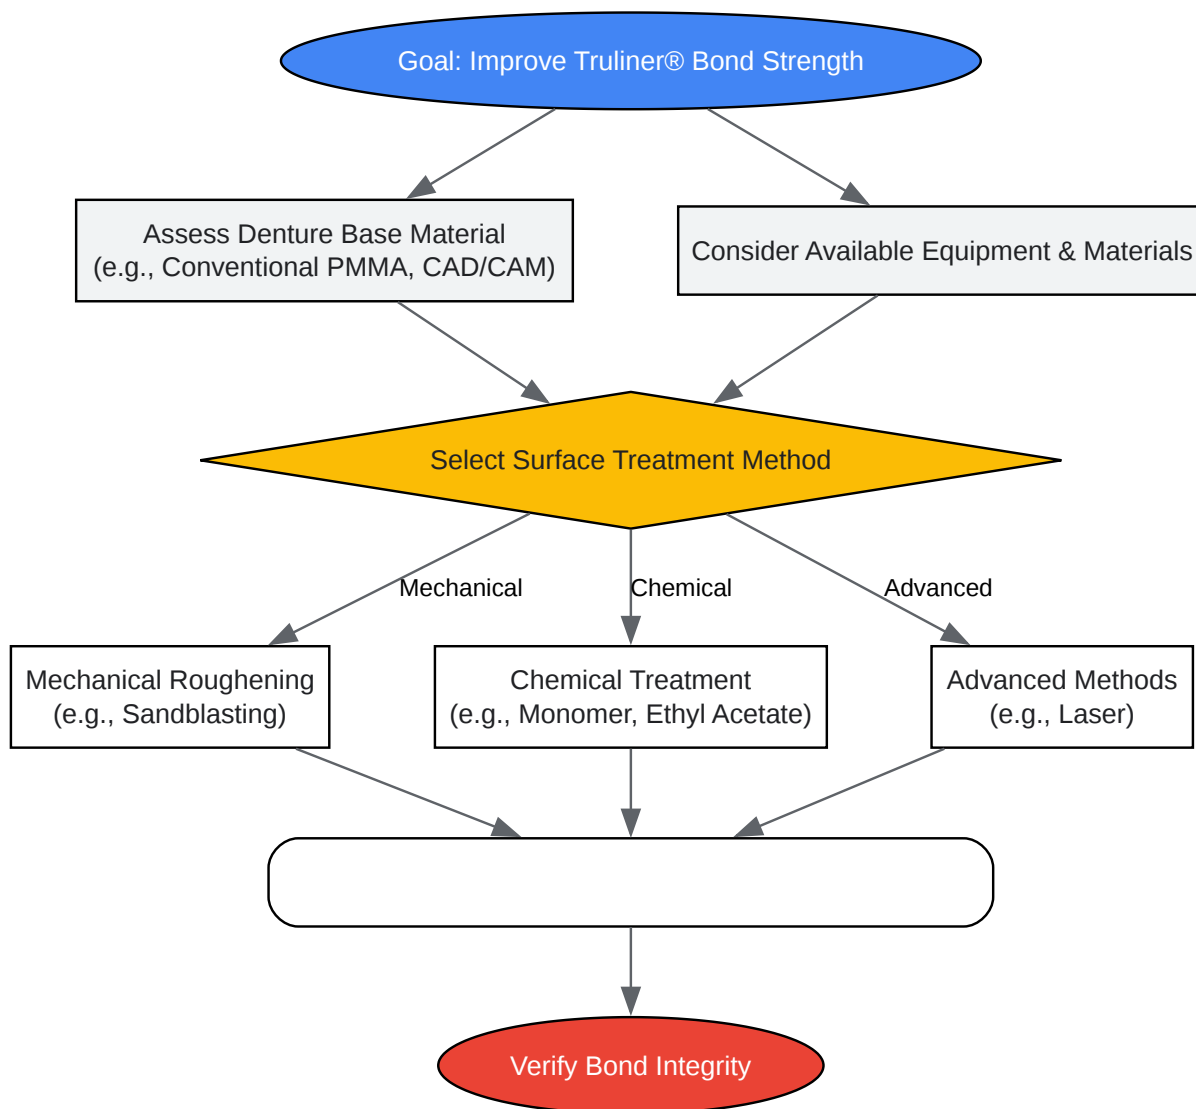 Goal: Improve Truliner® Bond Strength
Assess Denture Base Material
(e.g., Conventional PMMA, CAD/CAM)
Consider Available Equipment & Materials
Select Surface Treatment Method
Mechanical
Chemical
Advanced
Mechanical Roughening
(e.g., Sandblasting)
Chemical Treatment
(e.g., Monomer, Ethyl Acetate)
Advanced Methods
(e.g., Laser)
Verify Bond Integrity